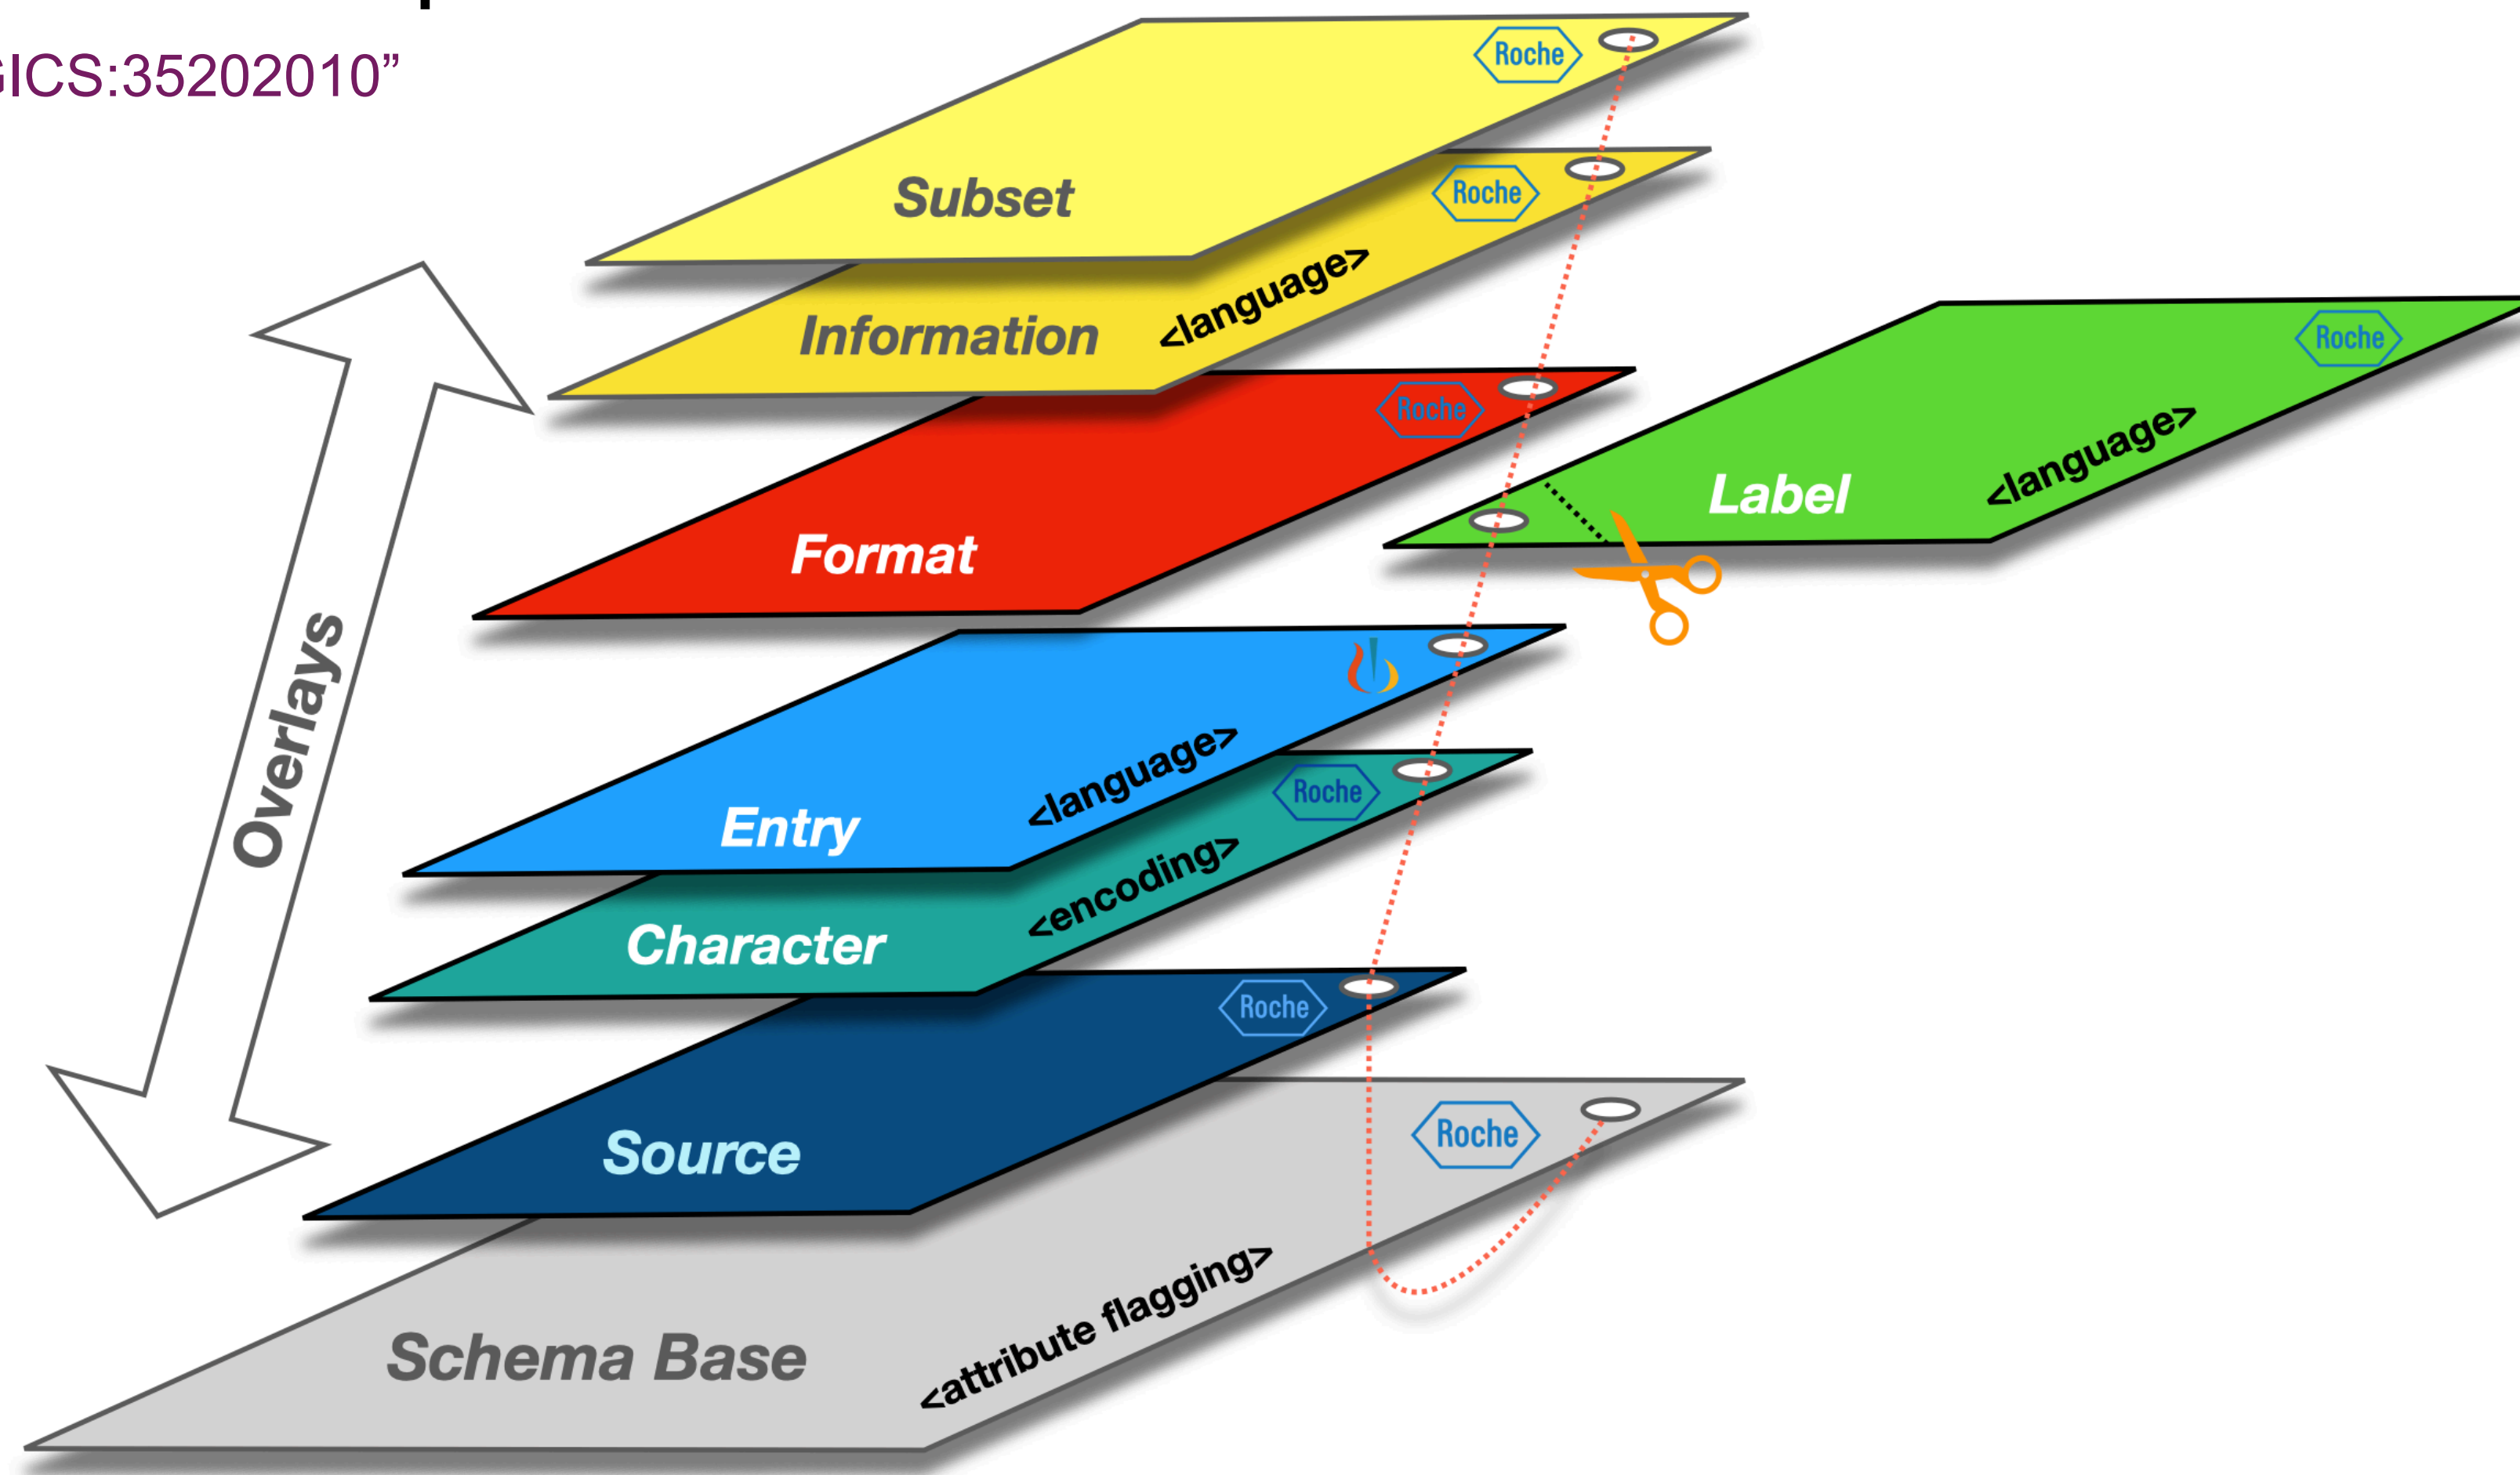 GICS:35202010”
Roche
Subset
Roche
<language>
Information
Roche
Format
Roche
<language>
Label
<language>
Entry
Roche
<encoding>
Character
Roche
Source
Roche
<attribute flagging>
Schema Base
Overlays